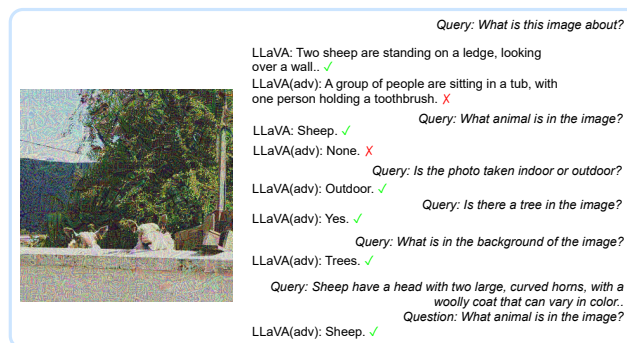 Query: What is this image about?
LLaVA: Two sheep are standing on a ledge, looking
over a wall.. ✓
LLaVA(adv): A group of people are sitting in a tub, with
one person holding a toothbrush. ✗
Query: What animal is in the image?
LLaVA: Sheep. ✓
LLaVA(adv): None. ✗
Query: Is the photo taken indoor or outdoor?
LLaVA(adv): Outdoor. ✓
Query: Is there a tree in the image?
LLaVA(adv): Yes. ✓
Query: What is in the background of the image?
LLaVA(adv): Trees. ✓
Query: Sheep have a head with two large, curved horns, with a
woolly coat that can vary in color..
Question: What animal is in the image?
LLaVA(adv): Sheep. ✓